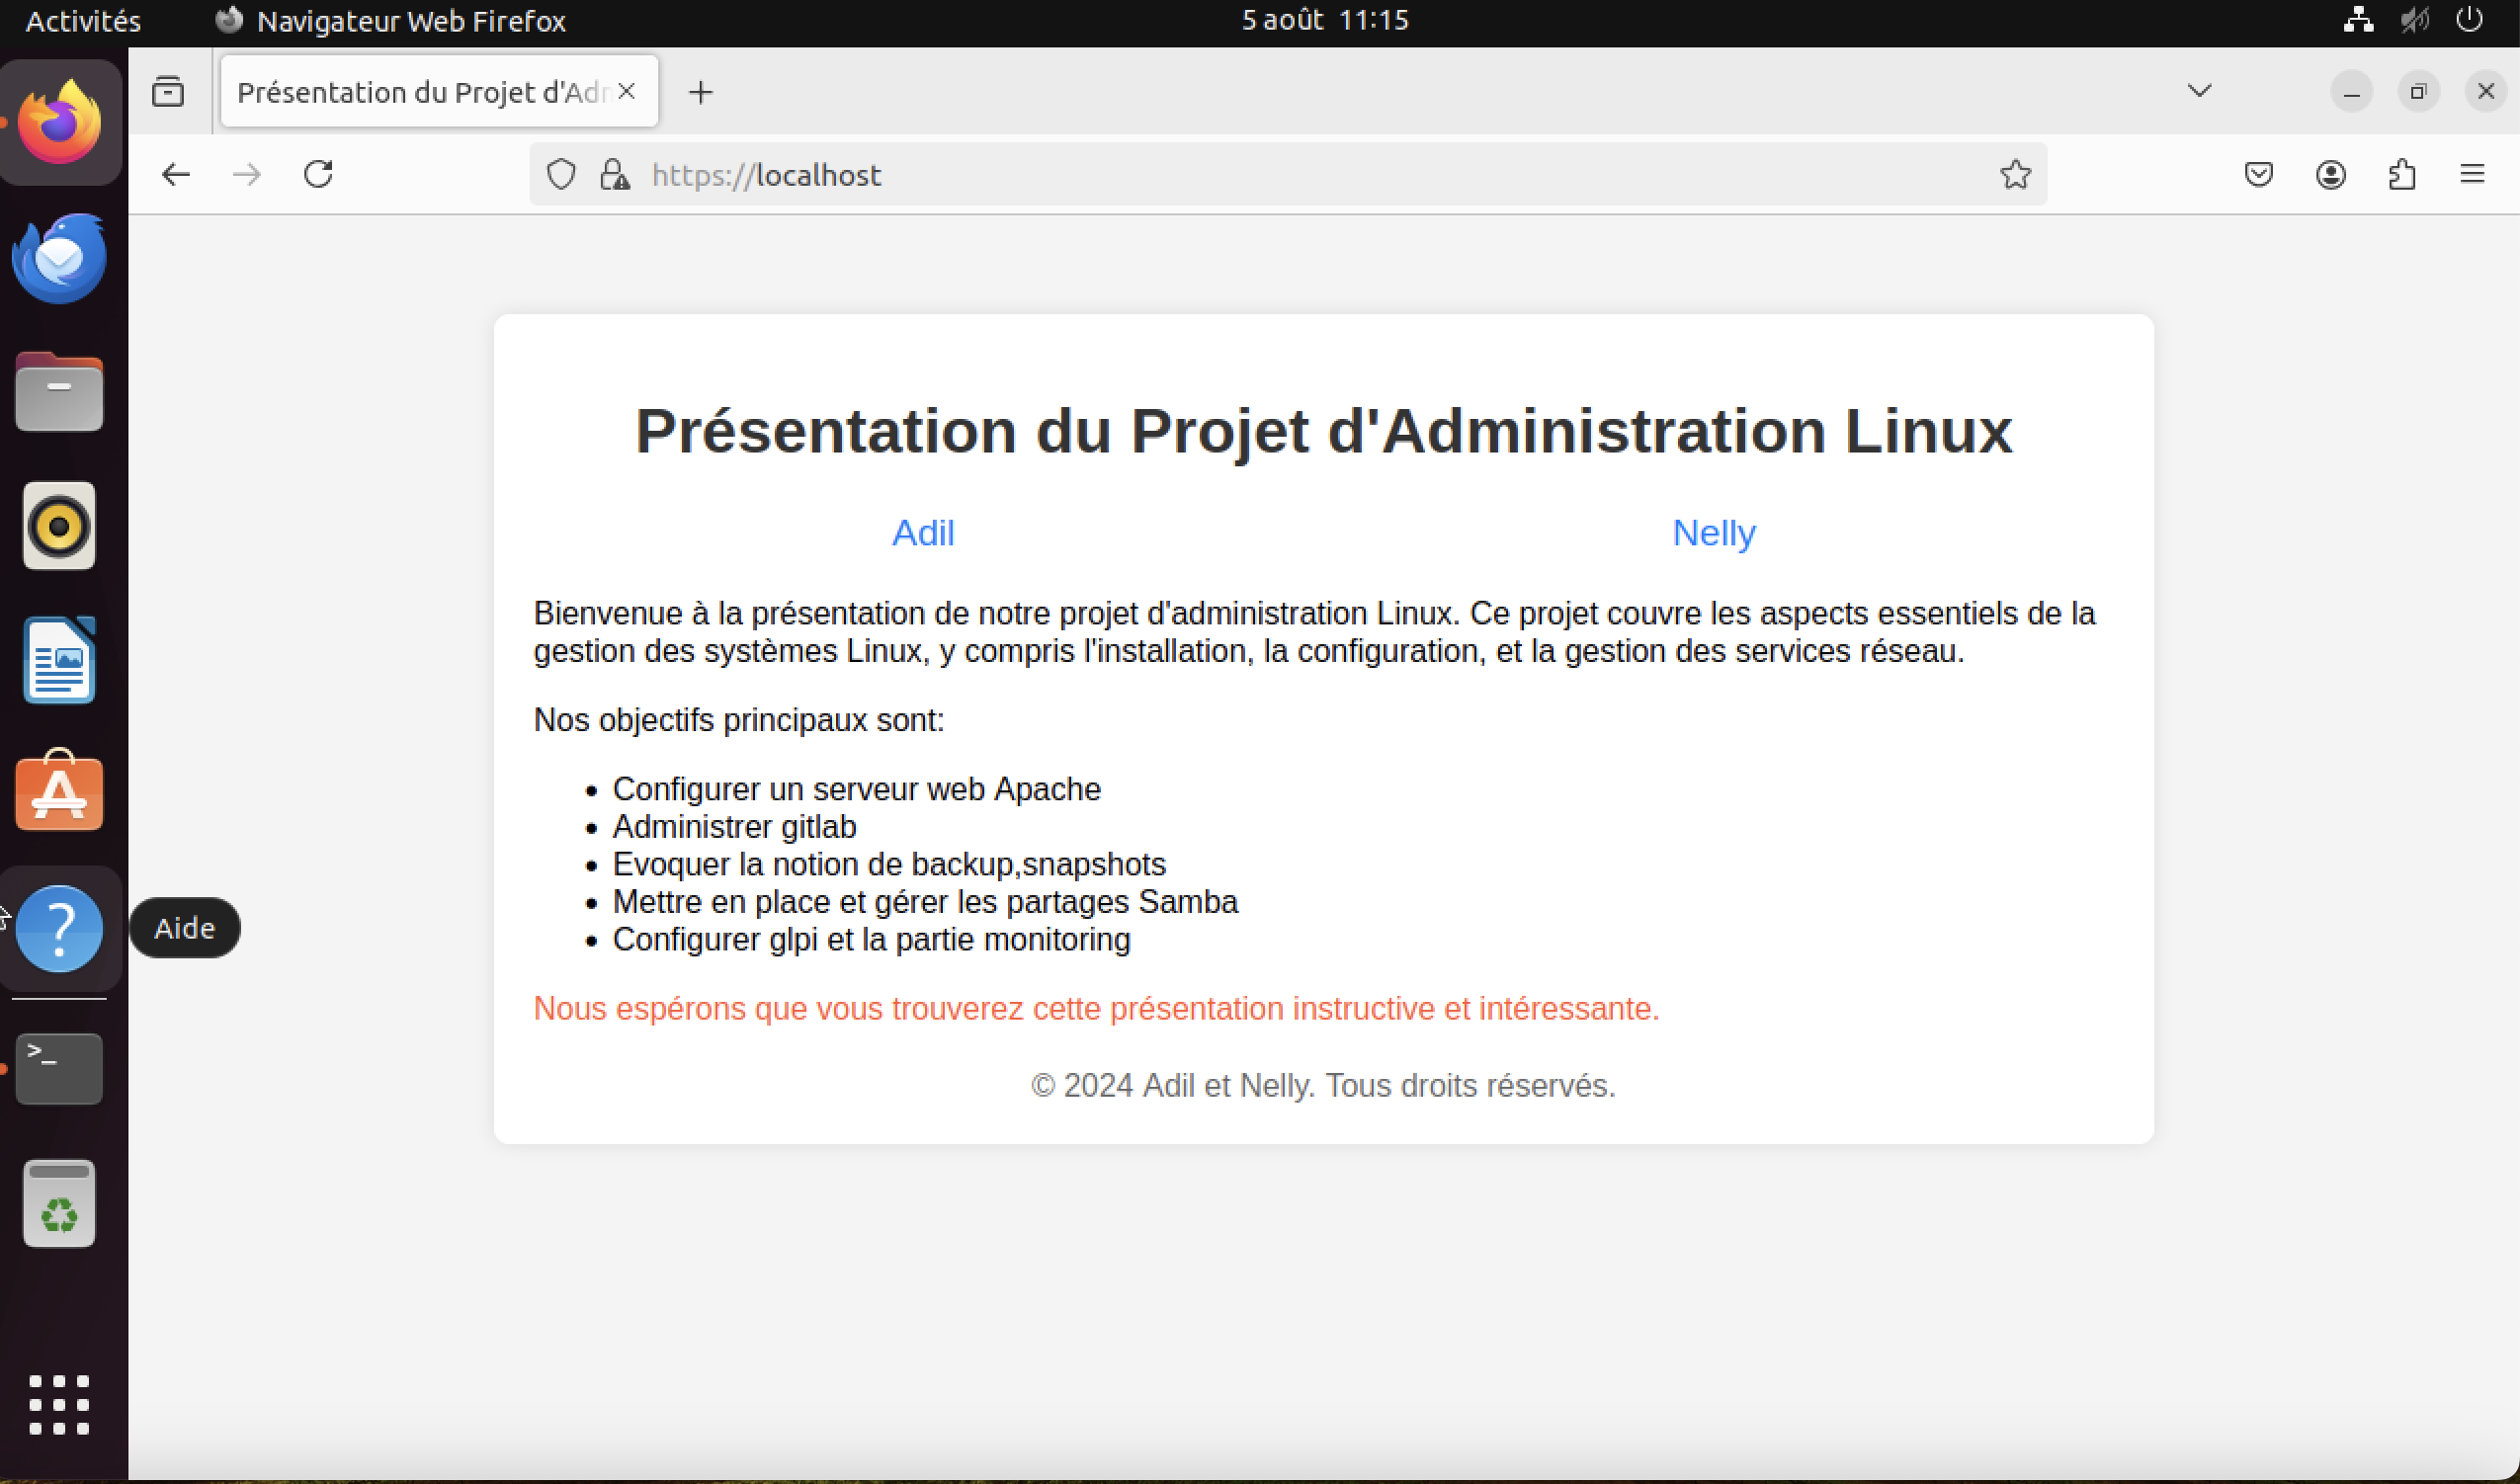 Activités
Navigateur Web Firefox
5 août 11:15
Présentation du Projet d'Adm
https://localhost
Présentation du Projet d'Administration Linux
Adil
Nelly
Bienvenue à la présentation de notre projet d'administration Linux. Ce projet couvre les aspects essentiels de la
gestion des systèmes Linux, y compris l'installation, la configuration, et la gestion des services réseau.
Nos objectifs principaux sont:
• Configurer un serveur web Apache
• Administrer gitlab
• Evoquer la notion de backup,snapshots
• Mettre en place et gérer les partages Samba
• Configurer glpi et la partie monitoring
Aide
Nous espérons que vous trouverez cette présentation instructive et intéressante.
© 2024 Adil et Nelly. Tous droits réservés.